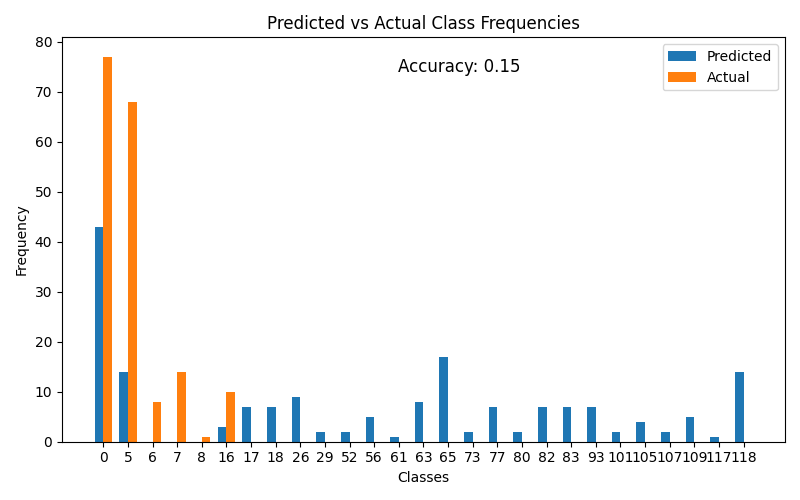 Predicted vs Actual Class Frequencies
Accuracy: 0.15
Predicted
Actual
80
70
60
50
40
30
20
10
0
Frequency
0 5 6 7 8 16 17 18 26 29 52 56 61 63 65 73 77 80 82 83 93 101 105 107 109 117 118
Classes